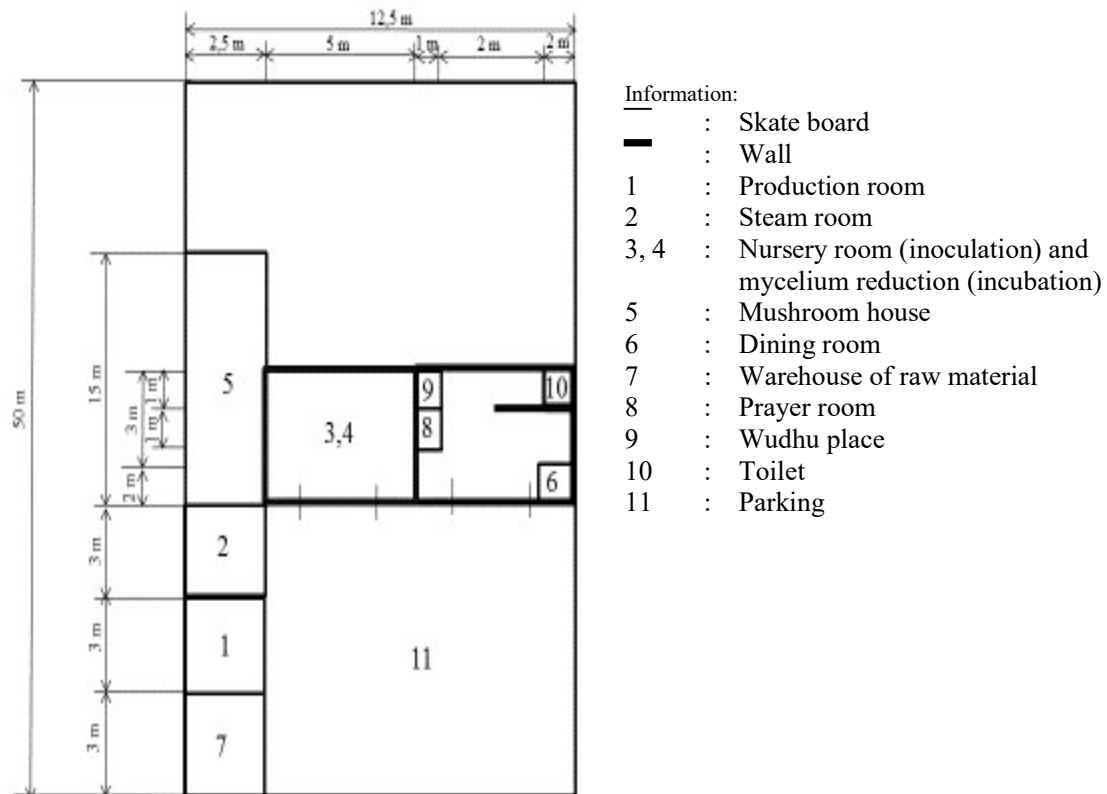 12,5 m
2,5 m 5 m 1 m 2 m 2 m
50 m
15 m
3 m
1 m
1 m
2 m
3 m
3 m
3 m
5
3,4
9
8
10
6
2
1
11
7
Information:
: Skate board
: Wall
1 : Production room
2 : Steam room
3, 4 : Nursery room (inoculation) and
mycelium reduction (incubation)
5 : Mushroom house
6 : Dining room
7 : Warehouse of raw material
8 : Prayer room
9 : Wudhu place
10 : Toilet
11 : Parking